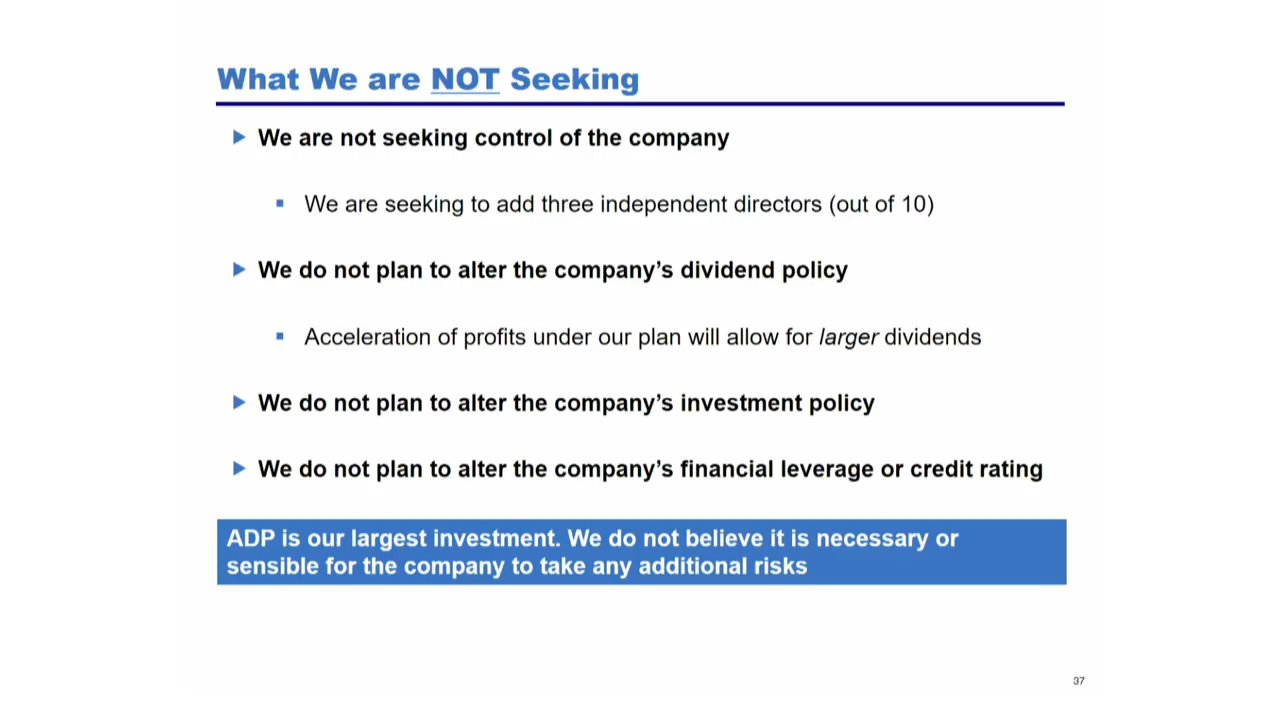 What We are NOT Seeking
We are not seeking control of the company
We are seeking to add three independent directors (out of 10)
We do not plan to alter the company’s dividend policy
Acceleration of profits under our plan will allow for larger dividends
We do not plan to alter the company’s investment policy
We do not plan to alter the company’s financial leverage or credit rating
ADP is our largest investment. We do not believe it is necessary or
sensible for the company to take any additional risks
37